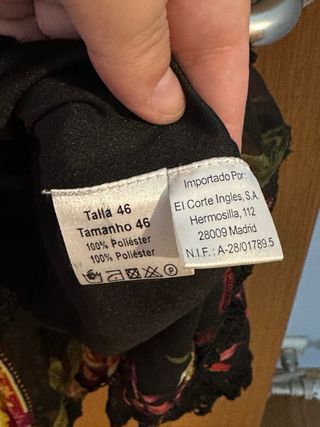 Talla 46
Tamanho 46
100% Poliéster
100% Poliéster
P
Importado Por:
El Corte Ingles, S.A.
Hermosilla, 112
28009 Madrid
N.I.F. : A-28/01789.5